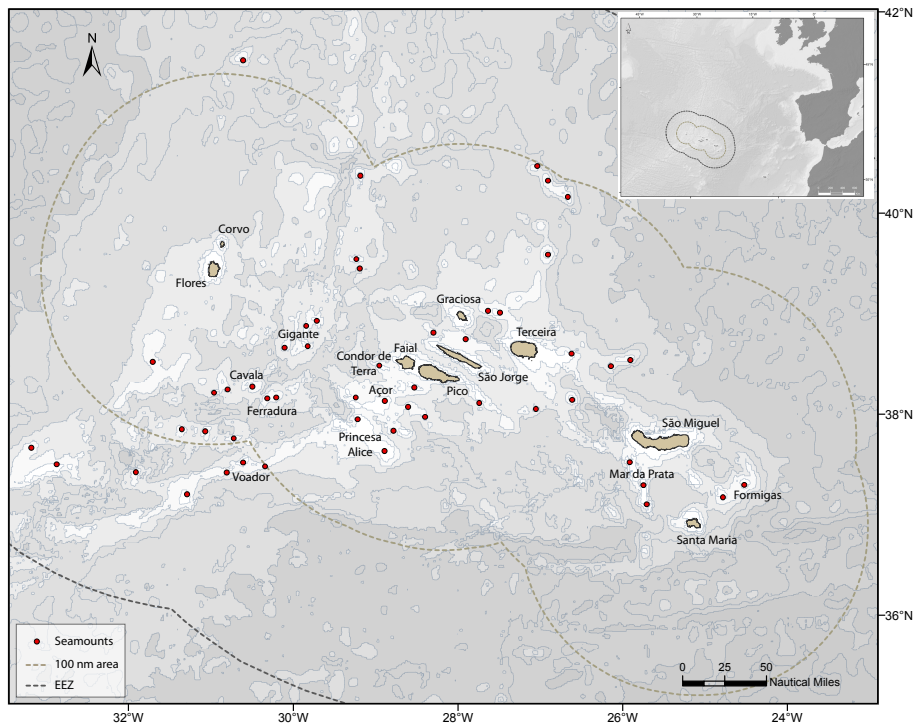 42°N
N
40°N
Corvo
Flores
Graciosa
Gigante
Terceira
Faial
Condor de
Terra
São Jorge
Cavala
Açor
Pico
Ferradura
38°N
São Miguel
Princesa
Alice
Voador
Mar da Prata
Formigas
Santa Maria
36°N
Seamounts
100 nm area
EEZ
0 25 50
Nautical Miles
32°W 30°W 28°W 26°W 24°W